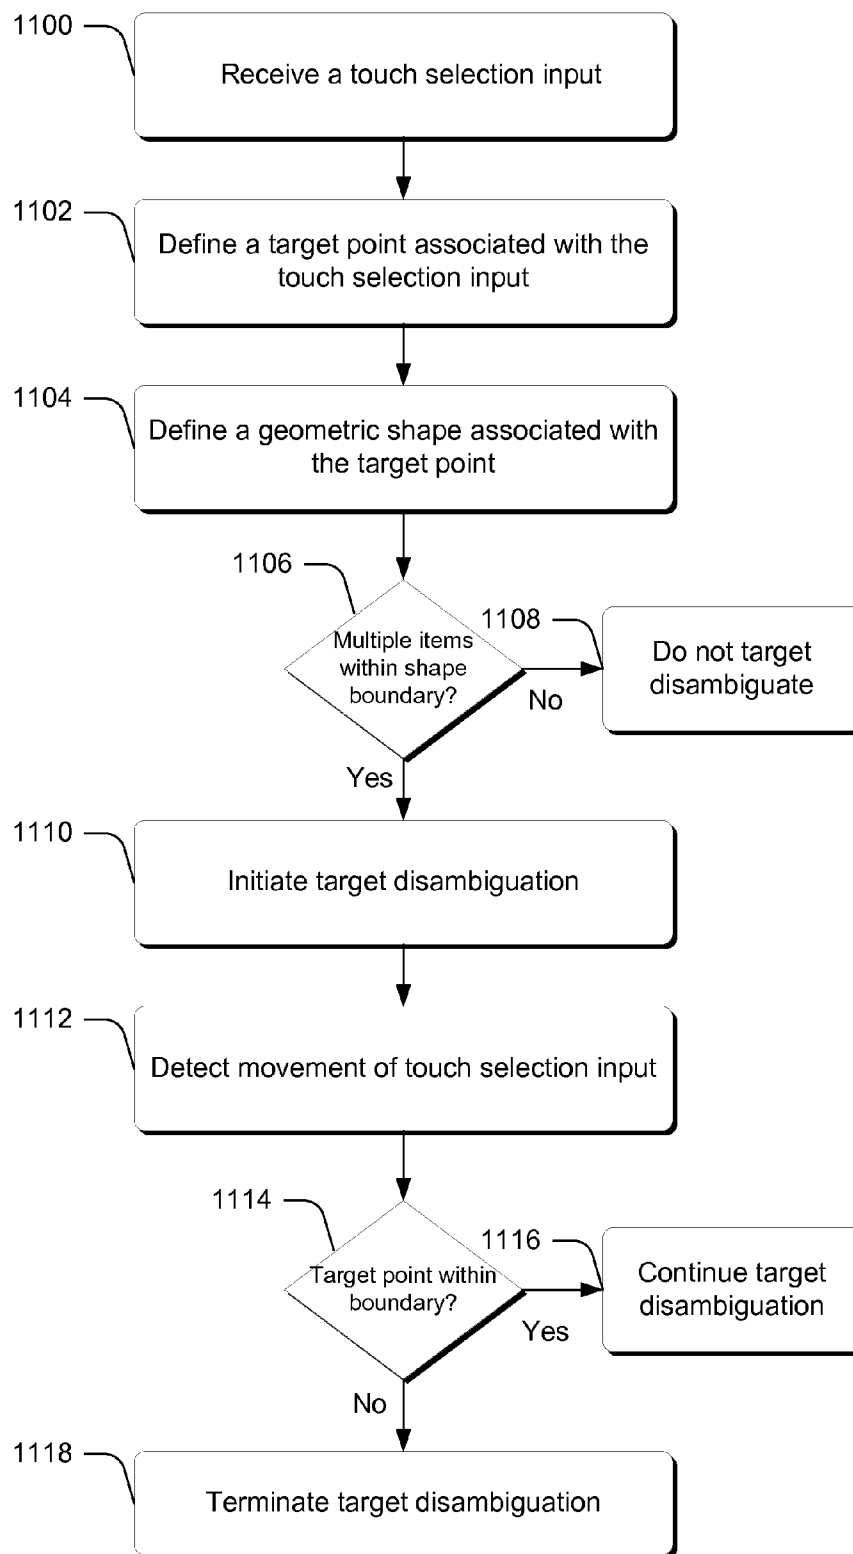 1100
Receive a touch selection input
1102
Define a target point associated with the
touch selection input
1104
Define a geometric shape associated with
the target point
1106
Multiple items
within shape
boundary?
1108
Do not target
disambiguate
No
Yes
1110
Initiate target disambiguation
1112
Detect movement of touch selection input
1114
Target point within
boundary?
1116
Continue target
disambiguation
Yes
No
1118
Terminate target disambiguation